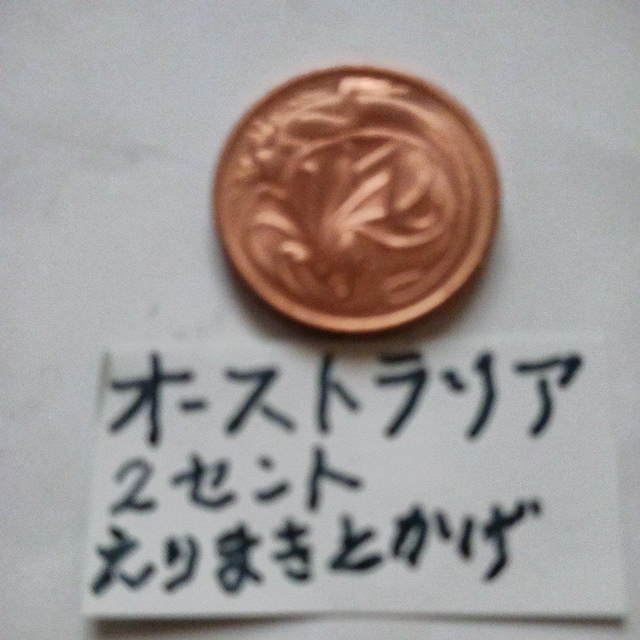 オーストラリア
2セント
えりまきとかげ